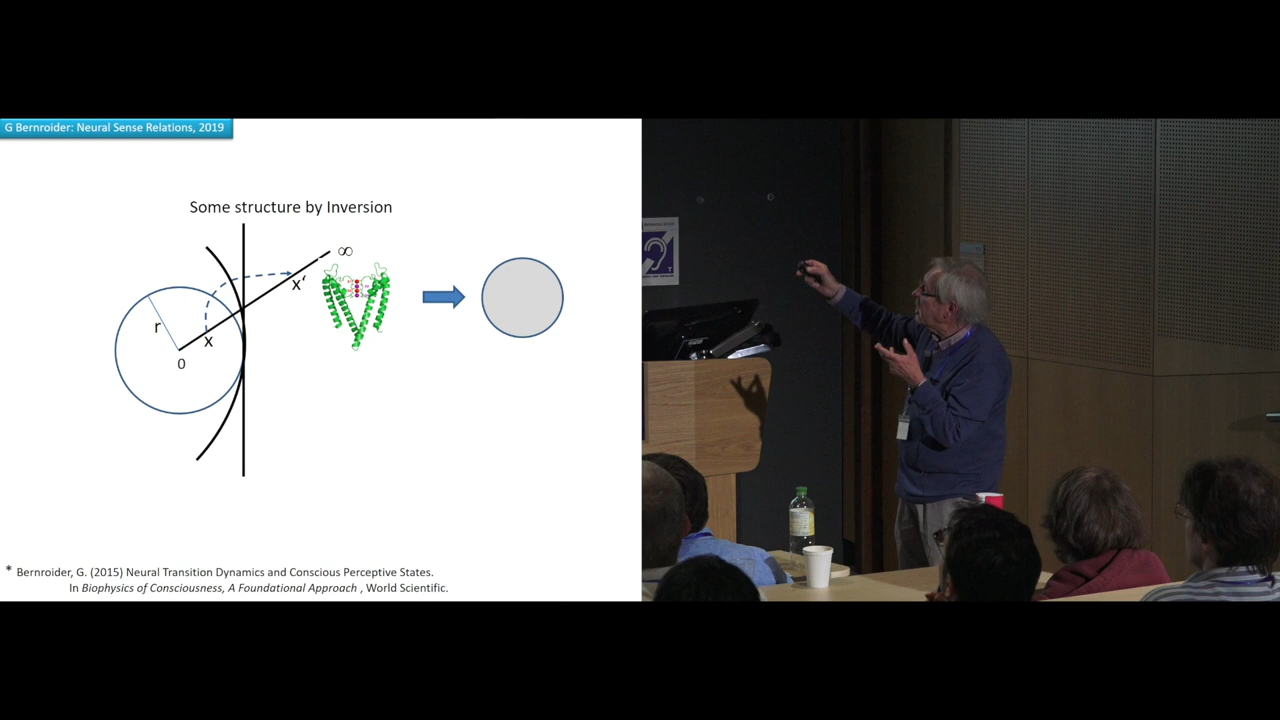 G Bernroider: Neural Sense Relations, 2019
Some structure by Inversion
∞
x‘
r
x
0
* Bernroider, G. (2015) Neural Transition Dynamics and Conscious Perceptive States.
In Biophysics of Consciousness, A Foundational Approach , World Scientific.
T